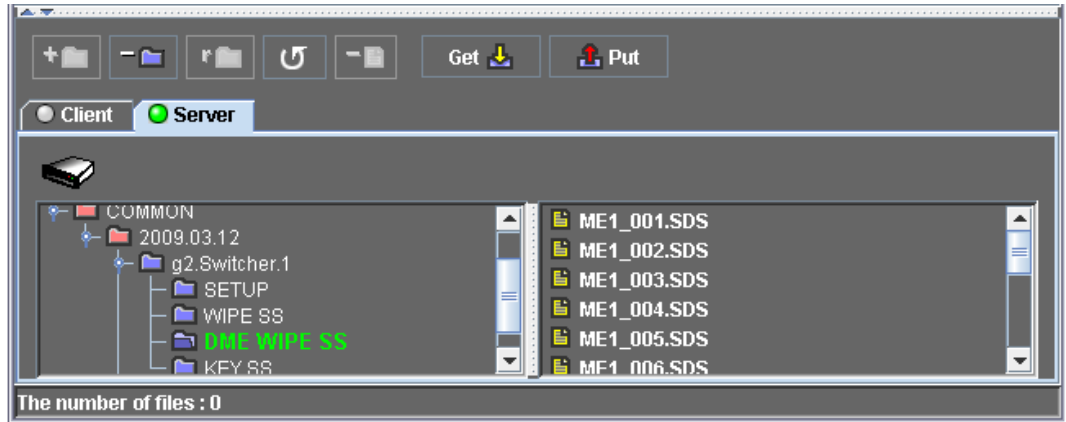 + - r -
Get Put
Client Server
COMMON
2009.03.12
g2.Switcher.1
SETUP
WIPE SS
DME WIPE SS
KEY SS
ME1_001.SDS
ME1_002.SDS
ME1_003.SDS
ME1_004.SDS
ME1_005.SDS
ME1_006.SDS
The number of files : 0